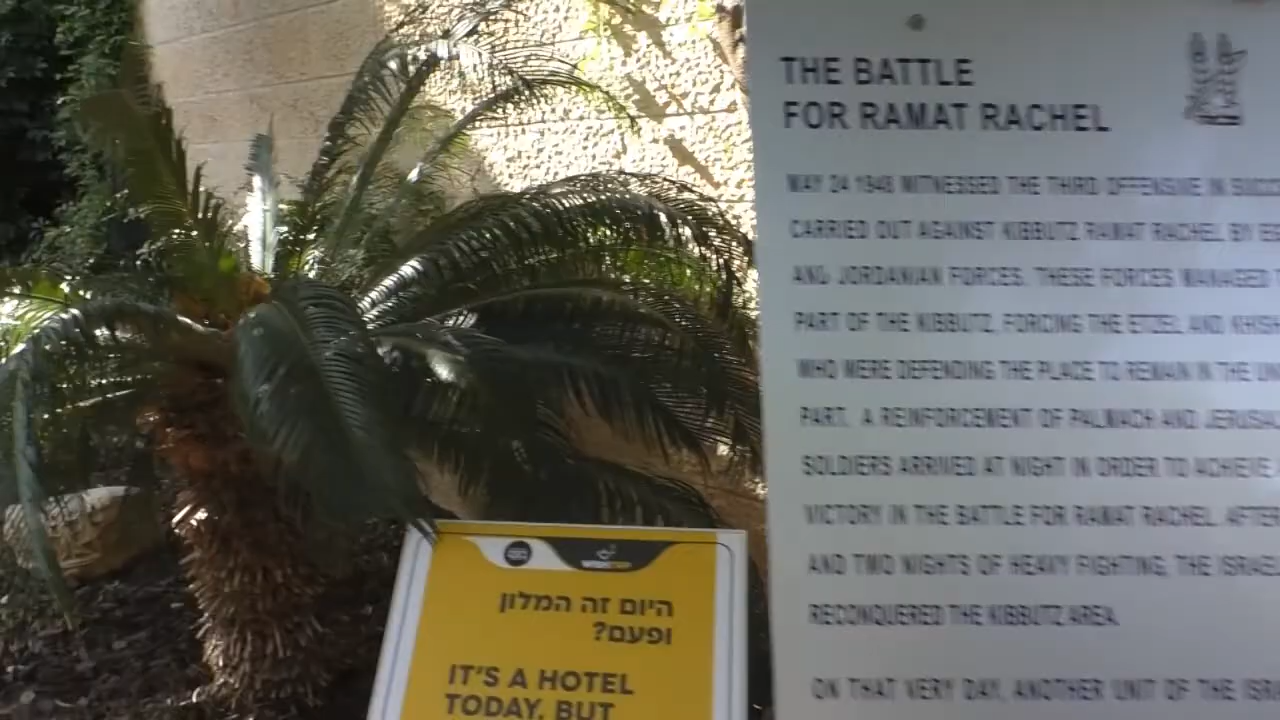 THE BATTLE
FOR RAMAT RACHEL
MAY 24 1948 WITNESSED THE THIRD OFFENSIVE IN
CARRIED OUT AGAINST KIBBUTZ RAMAT RACHEL BY
AND JORDANIAN FORCES. THESE FORCES MANAGED
PART OF THE KIBBUTZ, FORCING THE ETZEL AND
WHO WERE DEFENDING THE PLACE TO REMAIN IN THE
PART. A REINFORCEMENT OF PALMACH AND
SOLDIERS ARRIVED AT NIGHT IN ORDER TO ACHIEVE
VICTORY IN THE BATTLE FOR RAMAT RACHEL. AFTER
AND TWO NIGHTS OF HEAVY FIGHTING, THE
RECONQUERED THE KIBBUTZ AREA.
ON THAT VERY DAY, ANOTHER UNIT OF THE
היום זה המלון
ופעם?
IT'S A HOTEL
TODAY, BUT